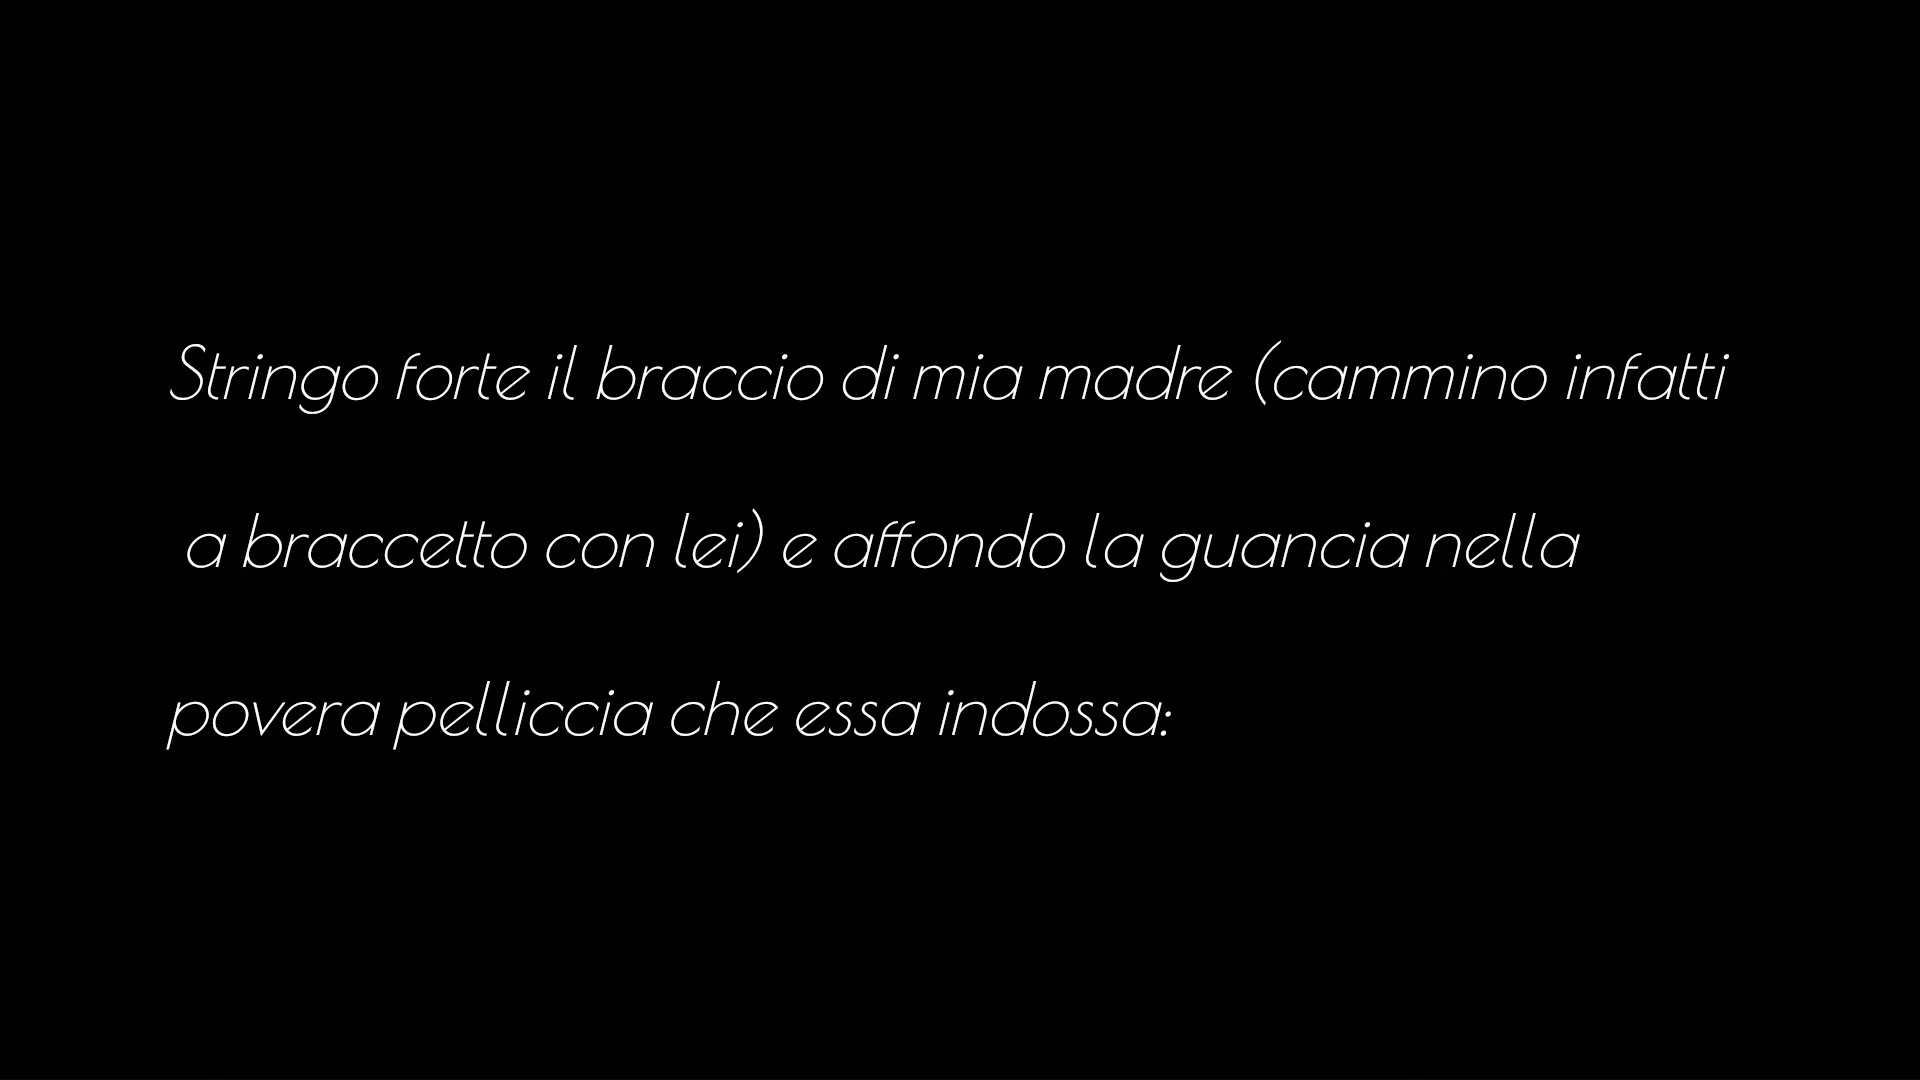 Stringo forte il braccio di mia madre (cammino infatti
a braccetto con lei) e affondo la guancia nella
povera pelliccia che essa indossa: